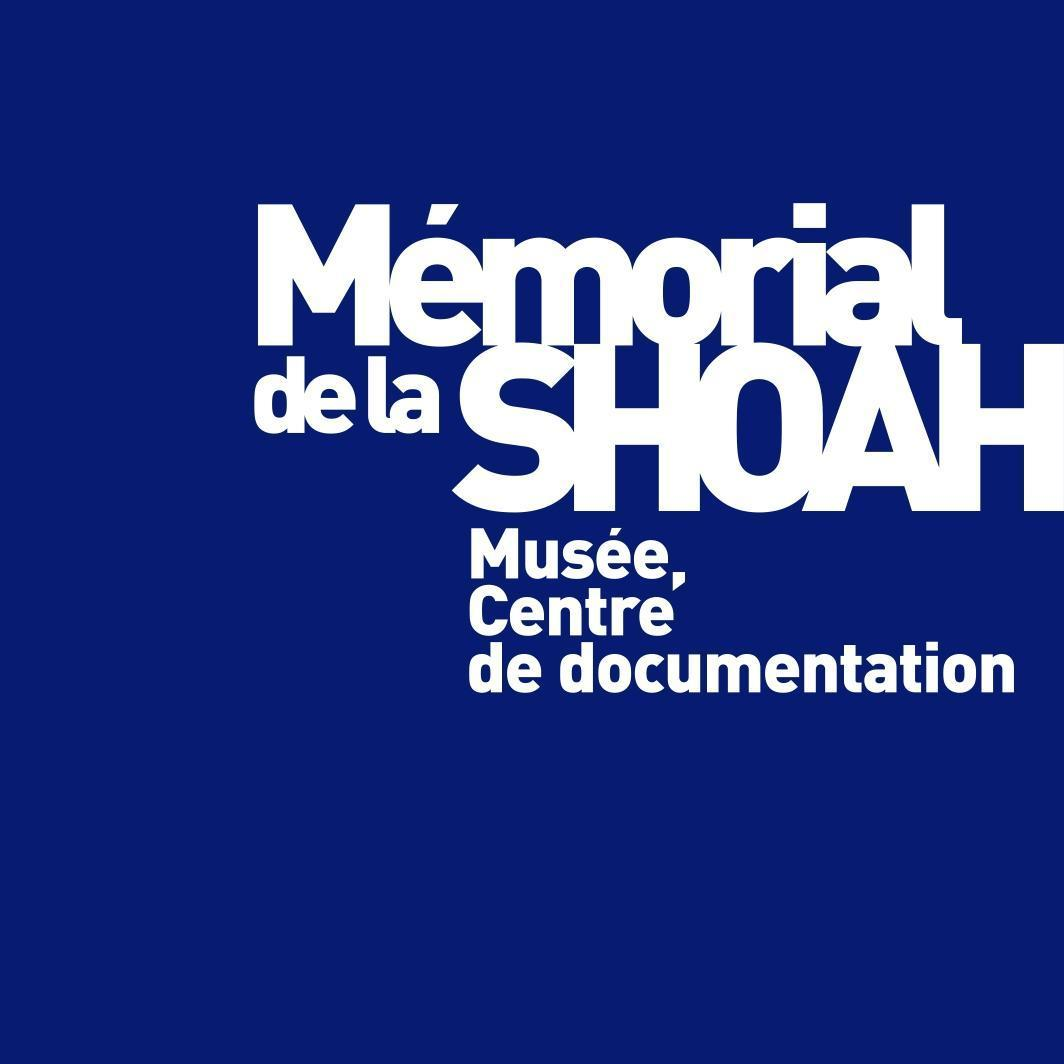 Mémorial
de la SHOAH
Musée,
Centre
de documentation